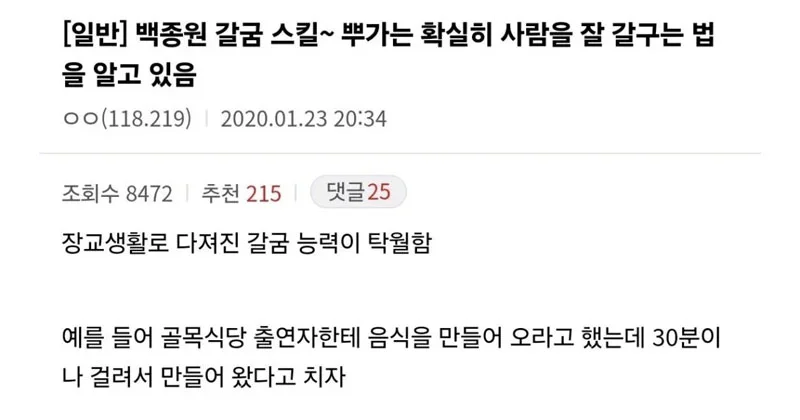 [일반] 백종원 갈굼 스킬~ 뿌가는 확실히 사람을 잘 갈구는 법
을 알고 있음
ㅇㅇ(118.219) | 2020.01.23 20:34
조회수 8472 | 추천 215 | 댓글25
장교생활로 다져진 갈굼 능력이 탁월함
예를 들어 골목식당 출연자한테 음식을 만들어 오라고 했는데 30분이
나 걸려서 만들어 왔다고 치자